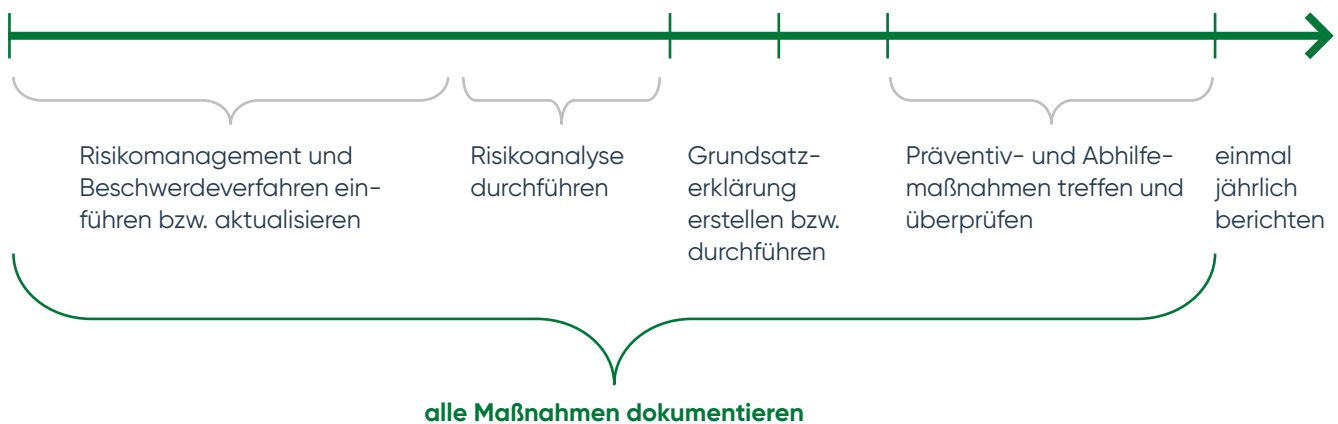 Risikomanagement und
Beschwerdeverfahren ein-
führen bzw. aktualisieren
Risikoanalyse
durchführen
Grundsatz-
erklärung
erstellen bzw.
durchführen
Präventiv- und Abhilfe-
maßnahmen treffen und
überprüfen
einmal
jährlich
berichten
alle Maßnahmen dokumentieren